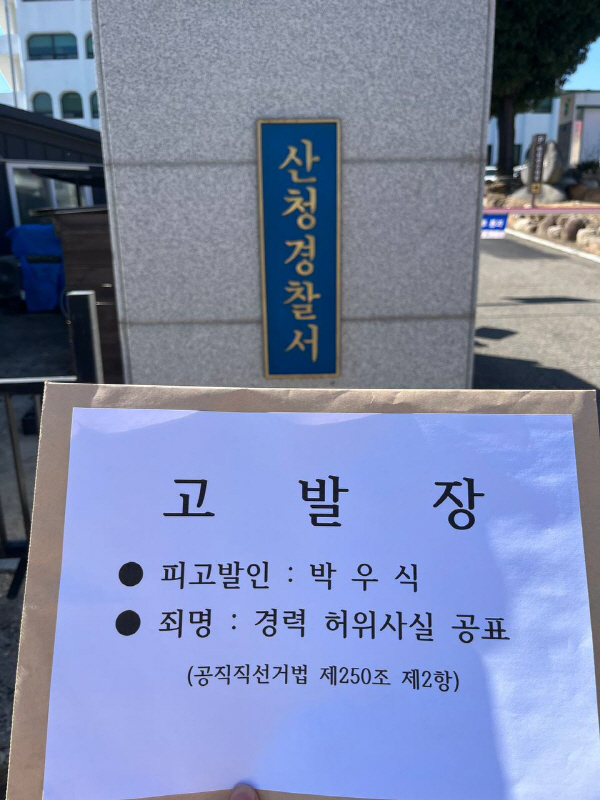 산청경찰서
고 발 장
● 피고발인 : 박 우 식
● 죄명 : 경력 허위사실 공표
(공직직선거법 제250조 제2항)